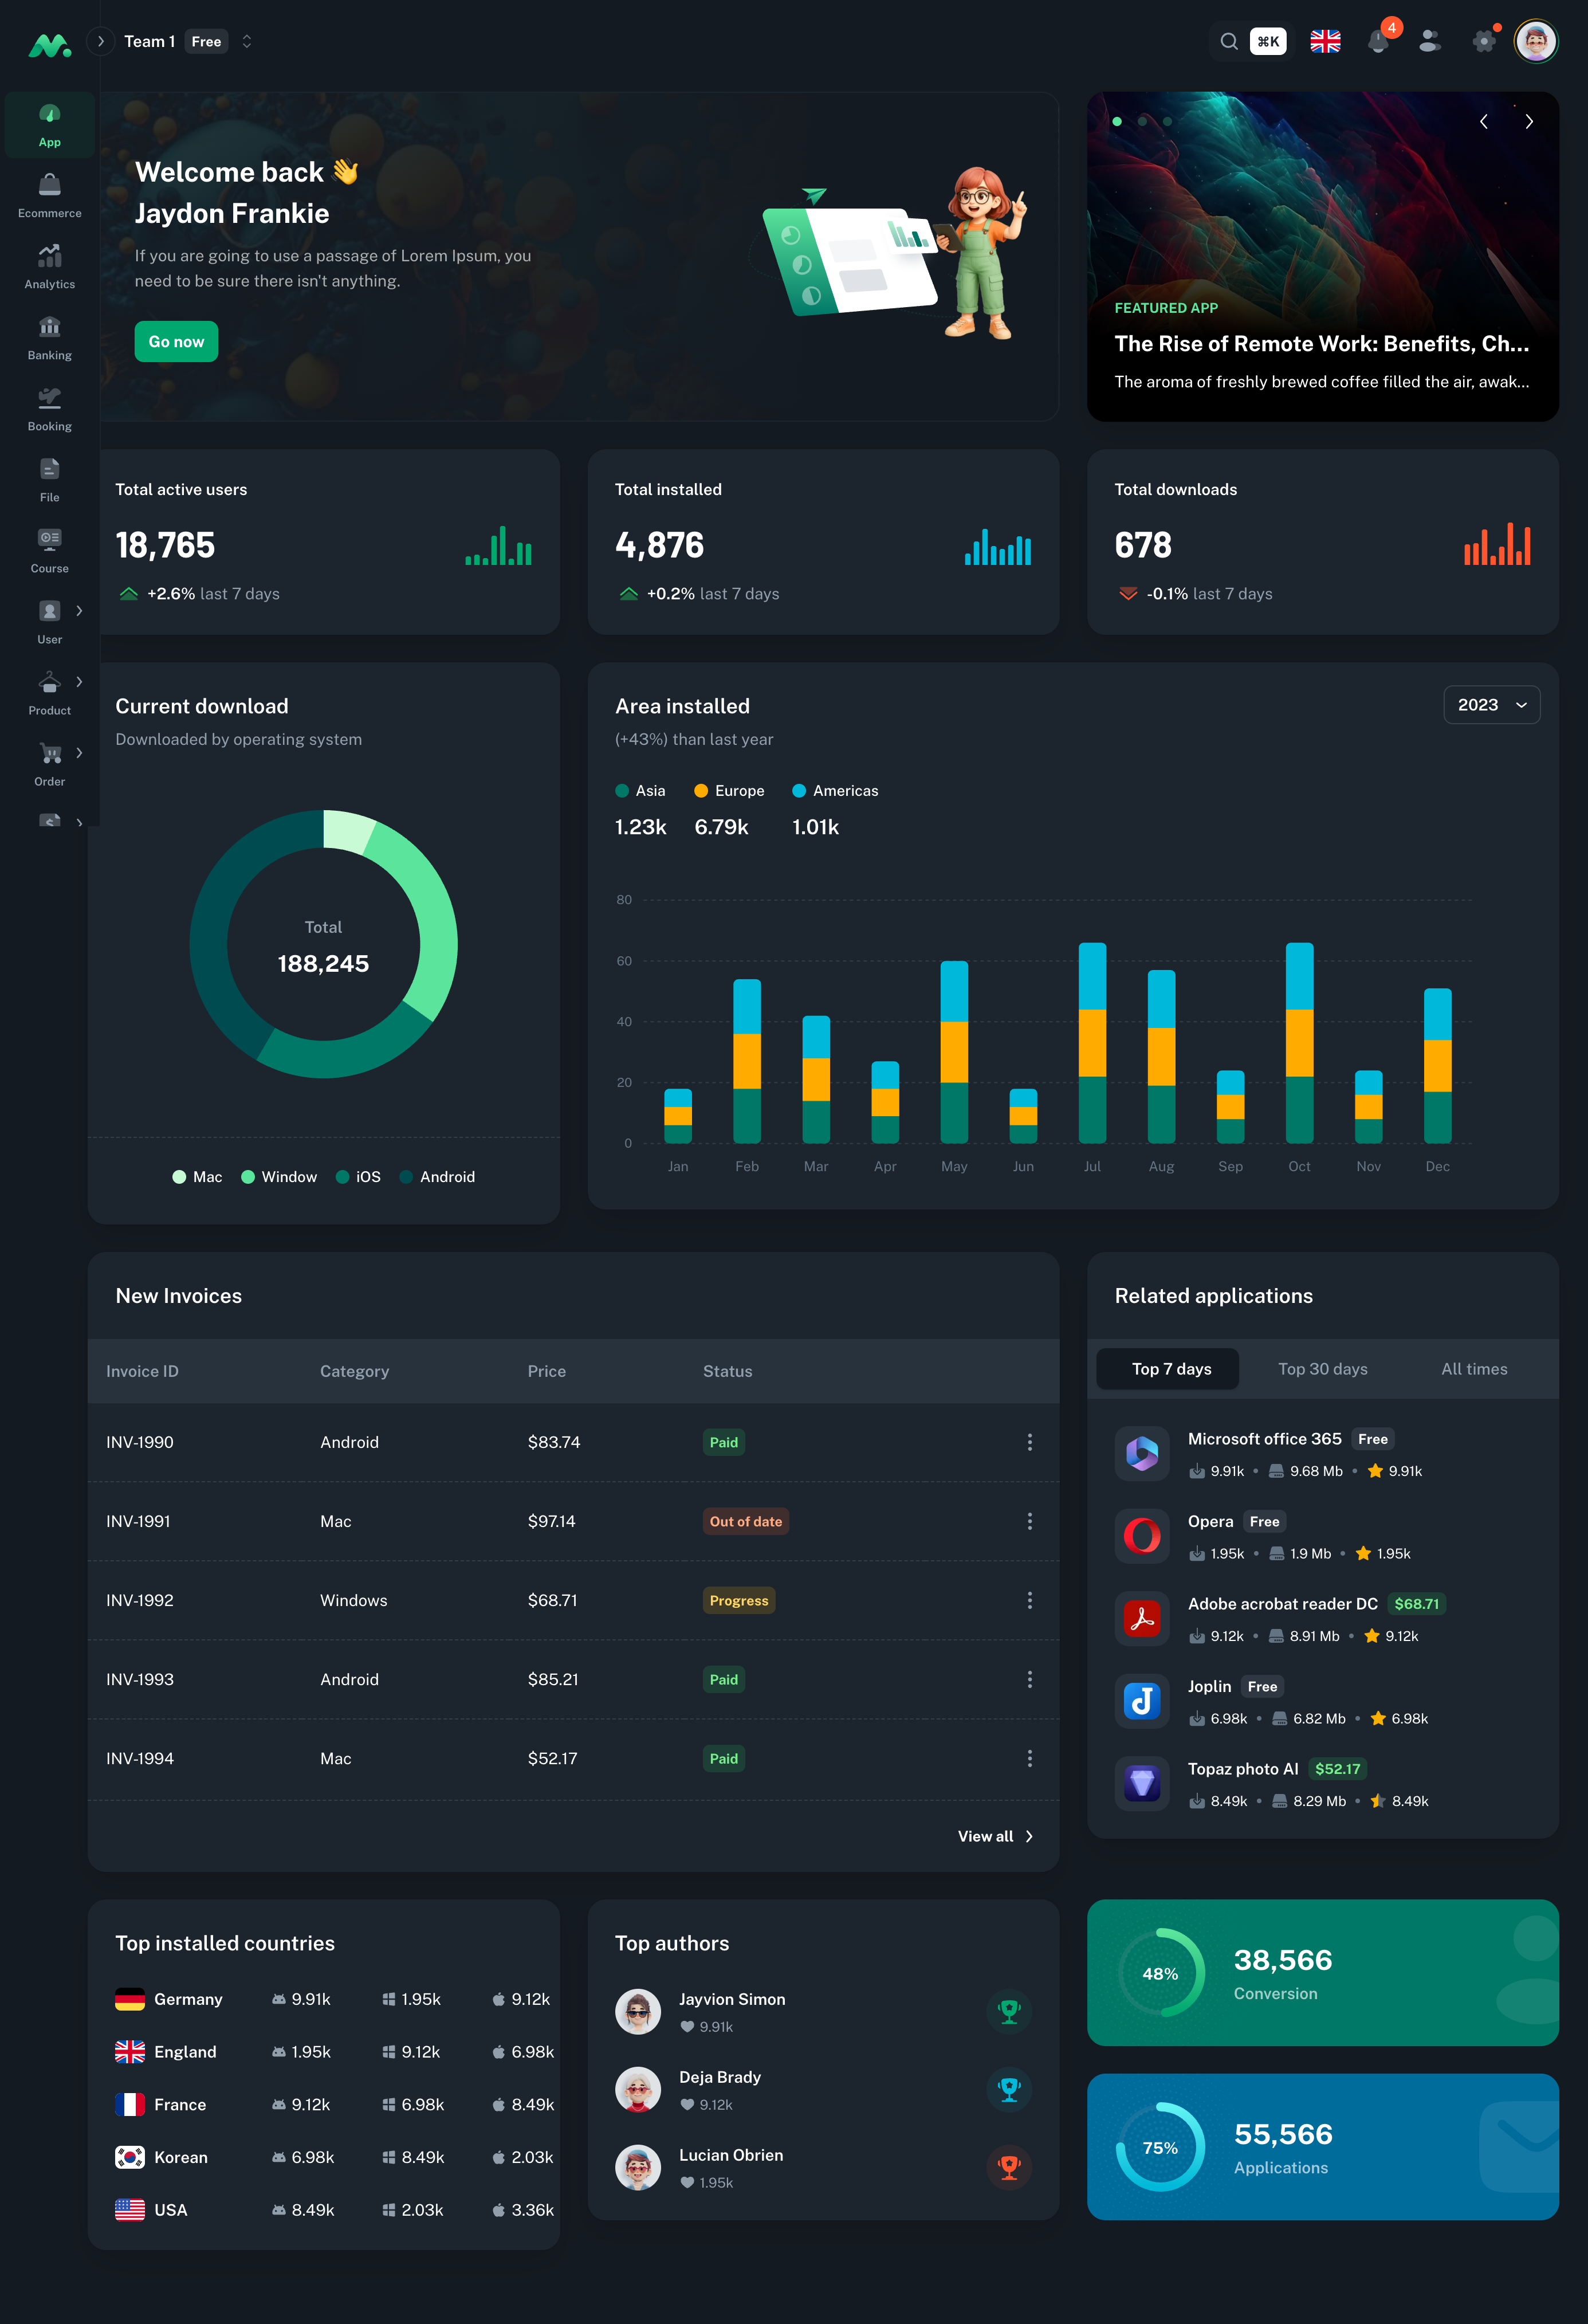 Team 1 Free
⌘K
4
App
Ecommerce
Analytics
Banking
Booking
File
Course
User
Product
Order
Welcome back 👋
Jaydon Frankie
If you are going to use a passage of Lorem Ipsum, you
need to be sure there isn't anything.
Go now
FEATURED APP
The Rise of Remote Work: Benefits, Ch...
The aroma of freshly brewed coffee filled the air, awak...
Total active users
18,765
+2.6% last 7 days
Total installed
4,876
+0.2% last 7 days
Total downloads
678
-0.1% last 7 days
Current download
Downloaded by operating system
Total
188,245
Mac Window iOS Android
Area installed
(+43%) than last year
2023
Asia Europe Americas
1.23k 6.79k 1.01k
80
60
40
20
0
Jan Feb Mar Apr May Jun Jul Aug Sep Oct Nov Dec
New Invoices
Invoice ID Category Price Status
INV-1990 Android $83.74 Paid
INV-1991 Mac $97.14 Out of date
INV-1992 Windows $68.71 Progress
INV-1993 Android $85.21 Paid
INV-1994 Mac $52.17 Paid
View all
Related applications
Top 7 days Top 30 days All times
Microsoft office 365 Free
9.91k • 9.68 Mb • 9.91k
Opera Free
1.95k • 1.9 Mb • 1.95k
Adobe acrobat reader DC $68.71
9.12k • 8.91 Mb • 9.12k
Joplin Free
6.98k • 6.82 Mb • 6.98k
Topaz photo AI $52.17
8.49k • 8.29 Mb • 8.49k
Top installed countries
Germany 9.91k 1.95k 9.12k
England 1.95k 9.12k 6.98k
France 9.12k 6.98k 8.49k
Korean 6.98k 8.49k 2.03k
USA 8.49k 2.03k 3.36k
Top authors
Jayvion Simon
9.91k
Deja Brady
9.12k
Lucian Obrien
1.95k
48%
38,566
Conversion
75%
55,566
Applications